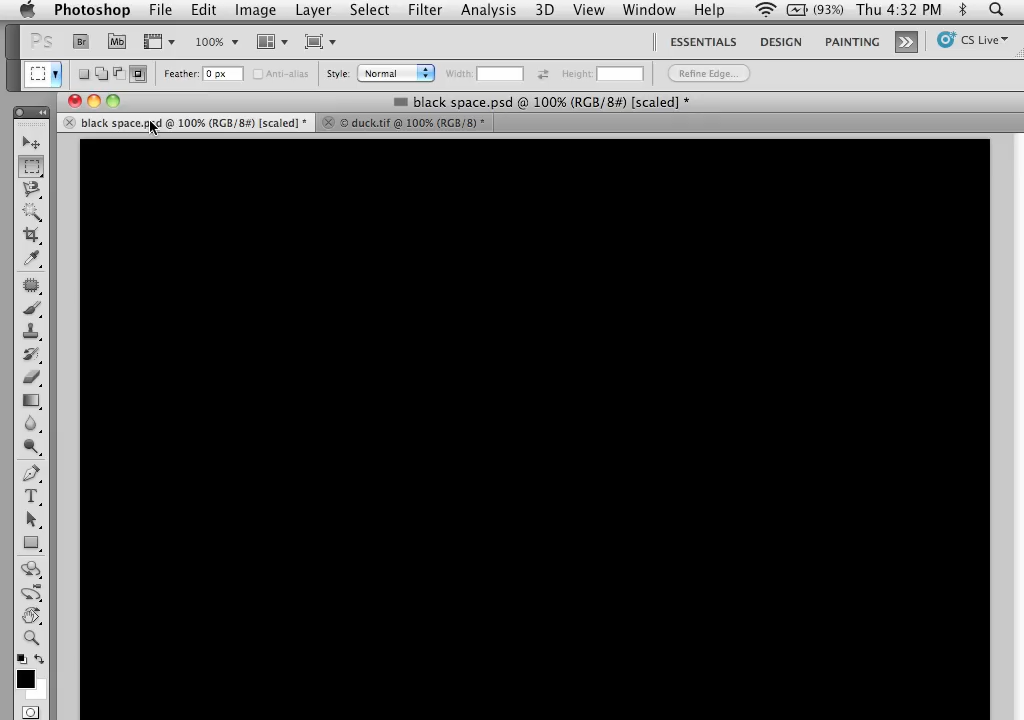 Photoshop File Edit Image Layer Select Filter Analysis 3D View Window Help (93%) Thu 4:32 PM
Ps Br Mb 100% ESSENTIALS DESIGN PAINTING CS Live
Feather: 0 px Anti-alias Style: Normal Width: Height: Refine Edge...
black space.psd @ 100% (RGB/8#) [scaled] *
black space.psd @ 100% (RGB/8#) [scaled] * © duck.tif @ 100% (RGB/8) *
T